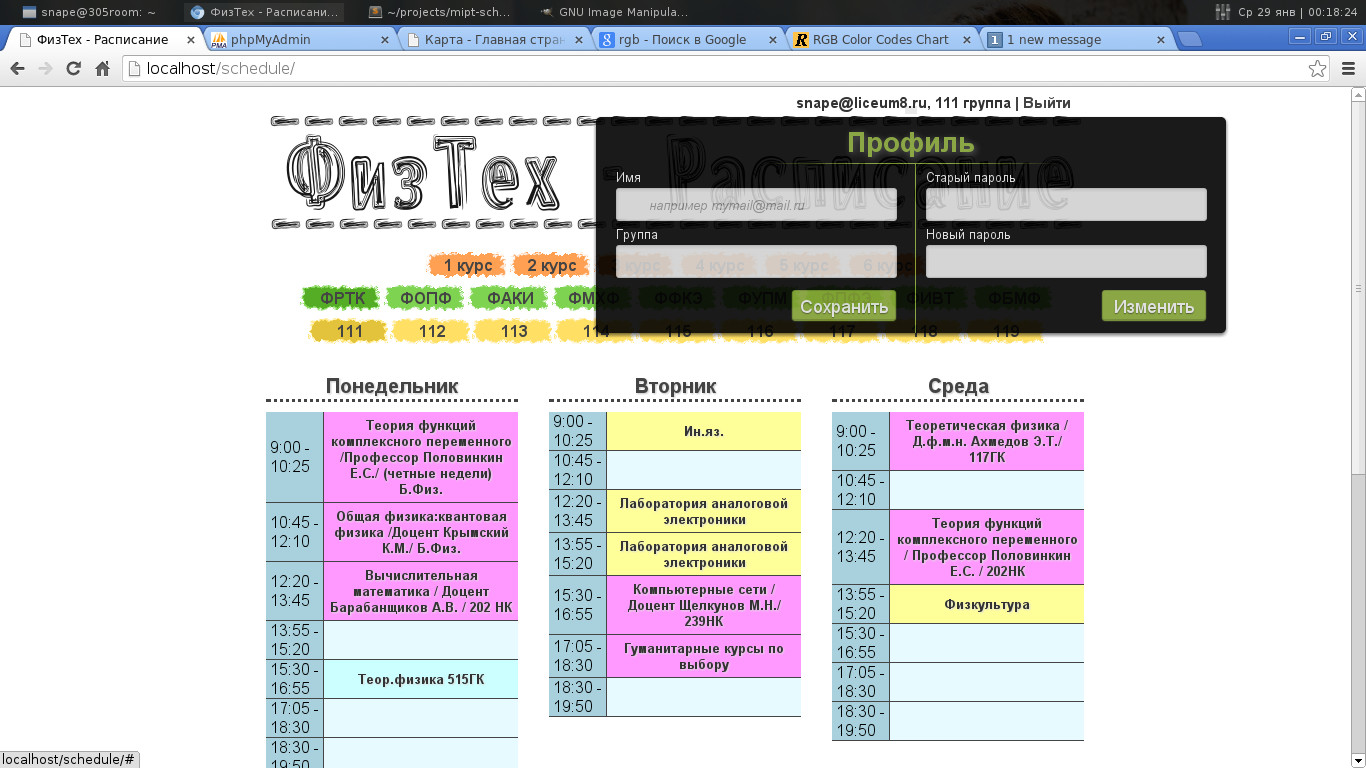 snape@305room: ~
ФизТех - Расписани...
~/projects/mipt-sch...
GNU Image Manipula...
Ср 29 янв | 00:18:24
ФизТех - Расписание
phpMyAdmin
Карта - Главная стран
rgb - Поиск в Google
RGB Color Codes Chart
1 new message
localhost/schedule/
snape@liceum8.ru, 111 группа | Выйти
ФизТех - Расписание
Профиль
Имя
Старый пароль
например mymail@mail.ru
Группа
Новый пароль
Сохранить
Изменить
1 курс
2 курс
3 курс
4 курс
5 курс
6 курс
ФРТК
ФОПФ
ФАКИ
ФМХФ
ФФКЭ
ФУПМ
ФПФЭ
ФИВТ
ФБМФ
111
112
113
114
115
116
117
118
119
Понедельник
9:00 -
10:25
Теория функций
комплексного переменного
/Профессор Половинкин
Е.С./ (четные недели)
Б.Физ.
10:45 -
12:10
Общая физика:квантовая
физика /Доцент Крымский
К.М./ Б.Физ.
12:20 -
13:45
Вычислительная
математика / Доцент
Барабанщиков А.В. / 202 НК
13:55 -
15:20
15:30 -
16:55
Теор.физика 515ГК
17:05 -
18:30
18:30 -
19:50
Вторник
9:00 -
10:25
Ин.яз.
10:45 -
12:10
12:20 -
13:45
Лаборатория аналоговой
электроники
13:55 -
15:20
Лаборатория аналоговой
электроники
15:30 -
16:55
Компьютерные сети /
Доцент Щелкунов М.Н./
239НК
17:05 -
18:30
Гуманитарные курсы по
выбору
18:30 -
19:50
Среда
9:00 -
10:25
Теоретическая физика /
Д.ф.м.н. Ахмедов Э.Т./
117ГК
10:45 -
12:10
12:20 -
13:45
Теория функций
комплексного переменного
/ Профессор Половинкин
Е.С. / 202НК
13:55 -
15:20
Физкультура
15:30 -
16:55
17:05 -
18:30
18:30 -
19:50
localhost/schedule/#